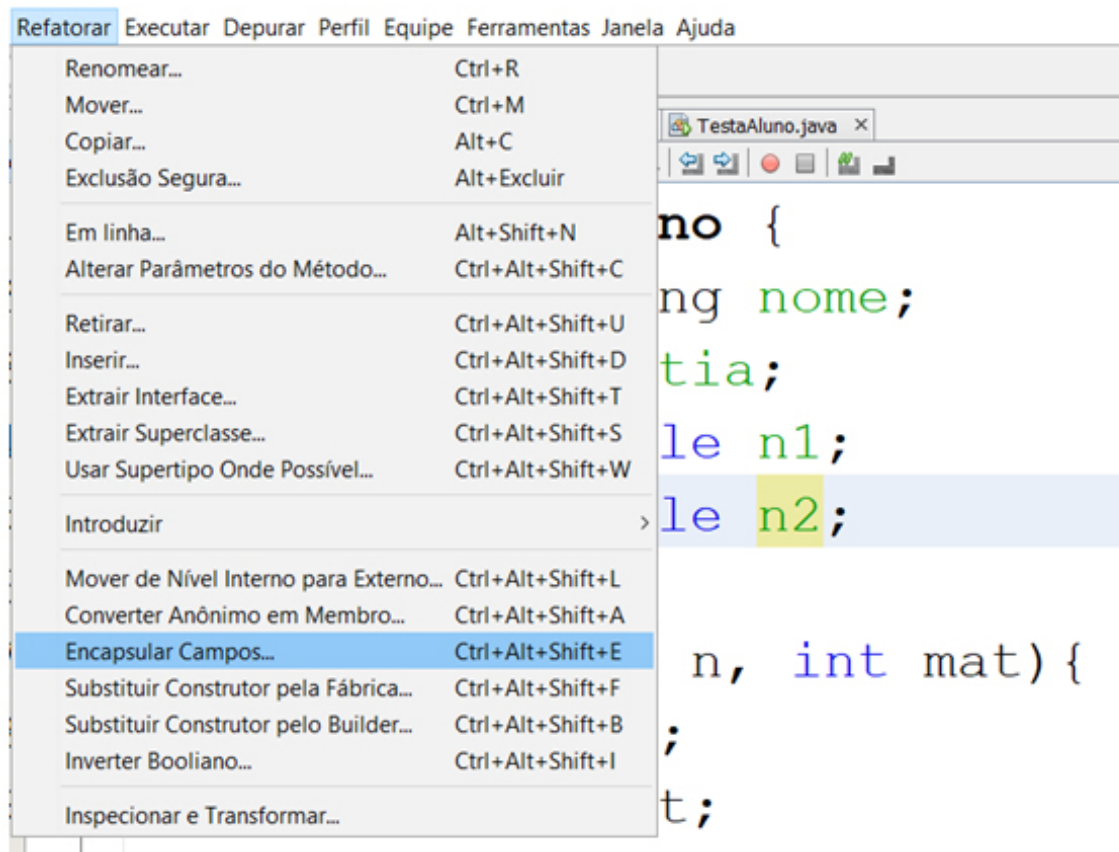 Refatorar Executar Depurar Perfil Equipe Ferramentas Janela Ajuda
Renomear... Ctrl+R
Mover... Ctrl+M
Copiar... Alt+C
Exclusão Segura... Alt+Excluir
Em linha... Alt+Shift+N
Alterar Parâmetros do Método... Ctrl+Alt+Shift+C
Retirar... Ctrl+Alt+Shift+U
Inserir... Ctrl+Alt+Shift+D
Extrair Interface... Ctrl+Alt+Shift+T
Extrair Superclasse... Ctrl+Alt+Shift+S
Usar Supertipo Onde Possível... Ctrl+Alt+Shift+W
Introduzir >
Mover de Nível Interno para Externo... Ctrl+Alt+Shift+L
Converter Anônimo em Membro... Ctrl+Alt+Shift+A
Encapsular Campos... Ctrl+Alt+Shift+E
Substituir Construtor pela Fábrica... Ctrl+Alt+Shift+F
Substituir Construtor pelo Builder... Ctrl+Alt+Shift+B
Inverter Booliano... Ctrl+Alt+Shift+I
Inspecionar e Transformar...
TestaAluno.java ×
no {
ng nome;
tia;
le n1;
le n2;
n, int mat){
;
t;